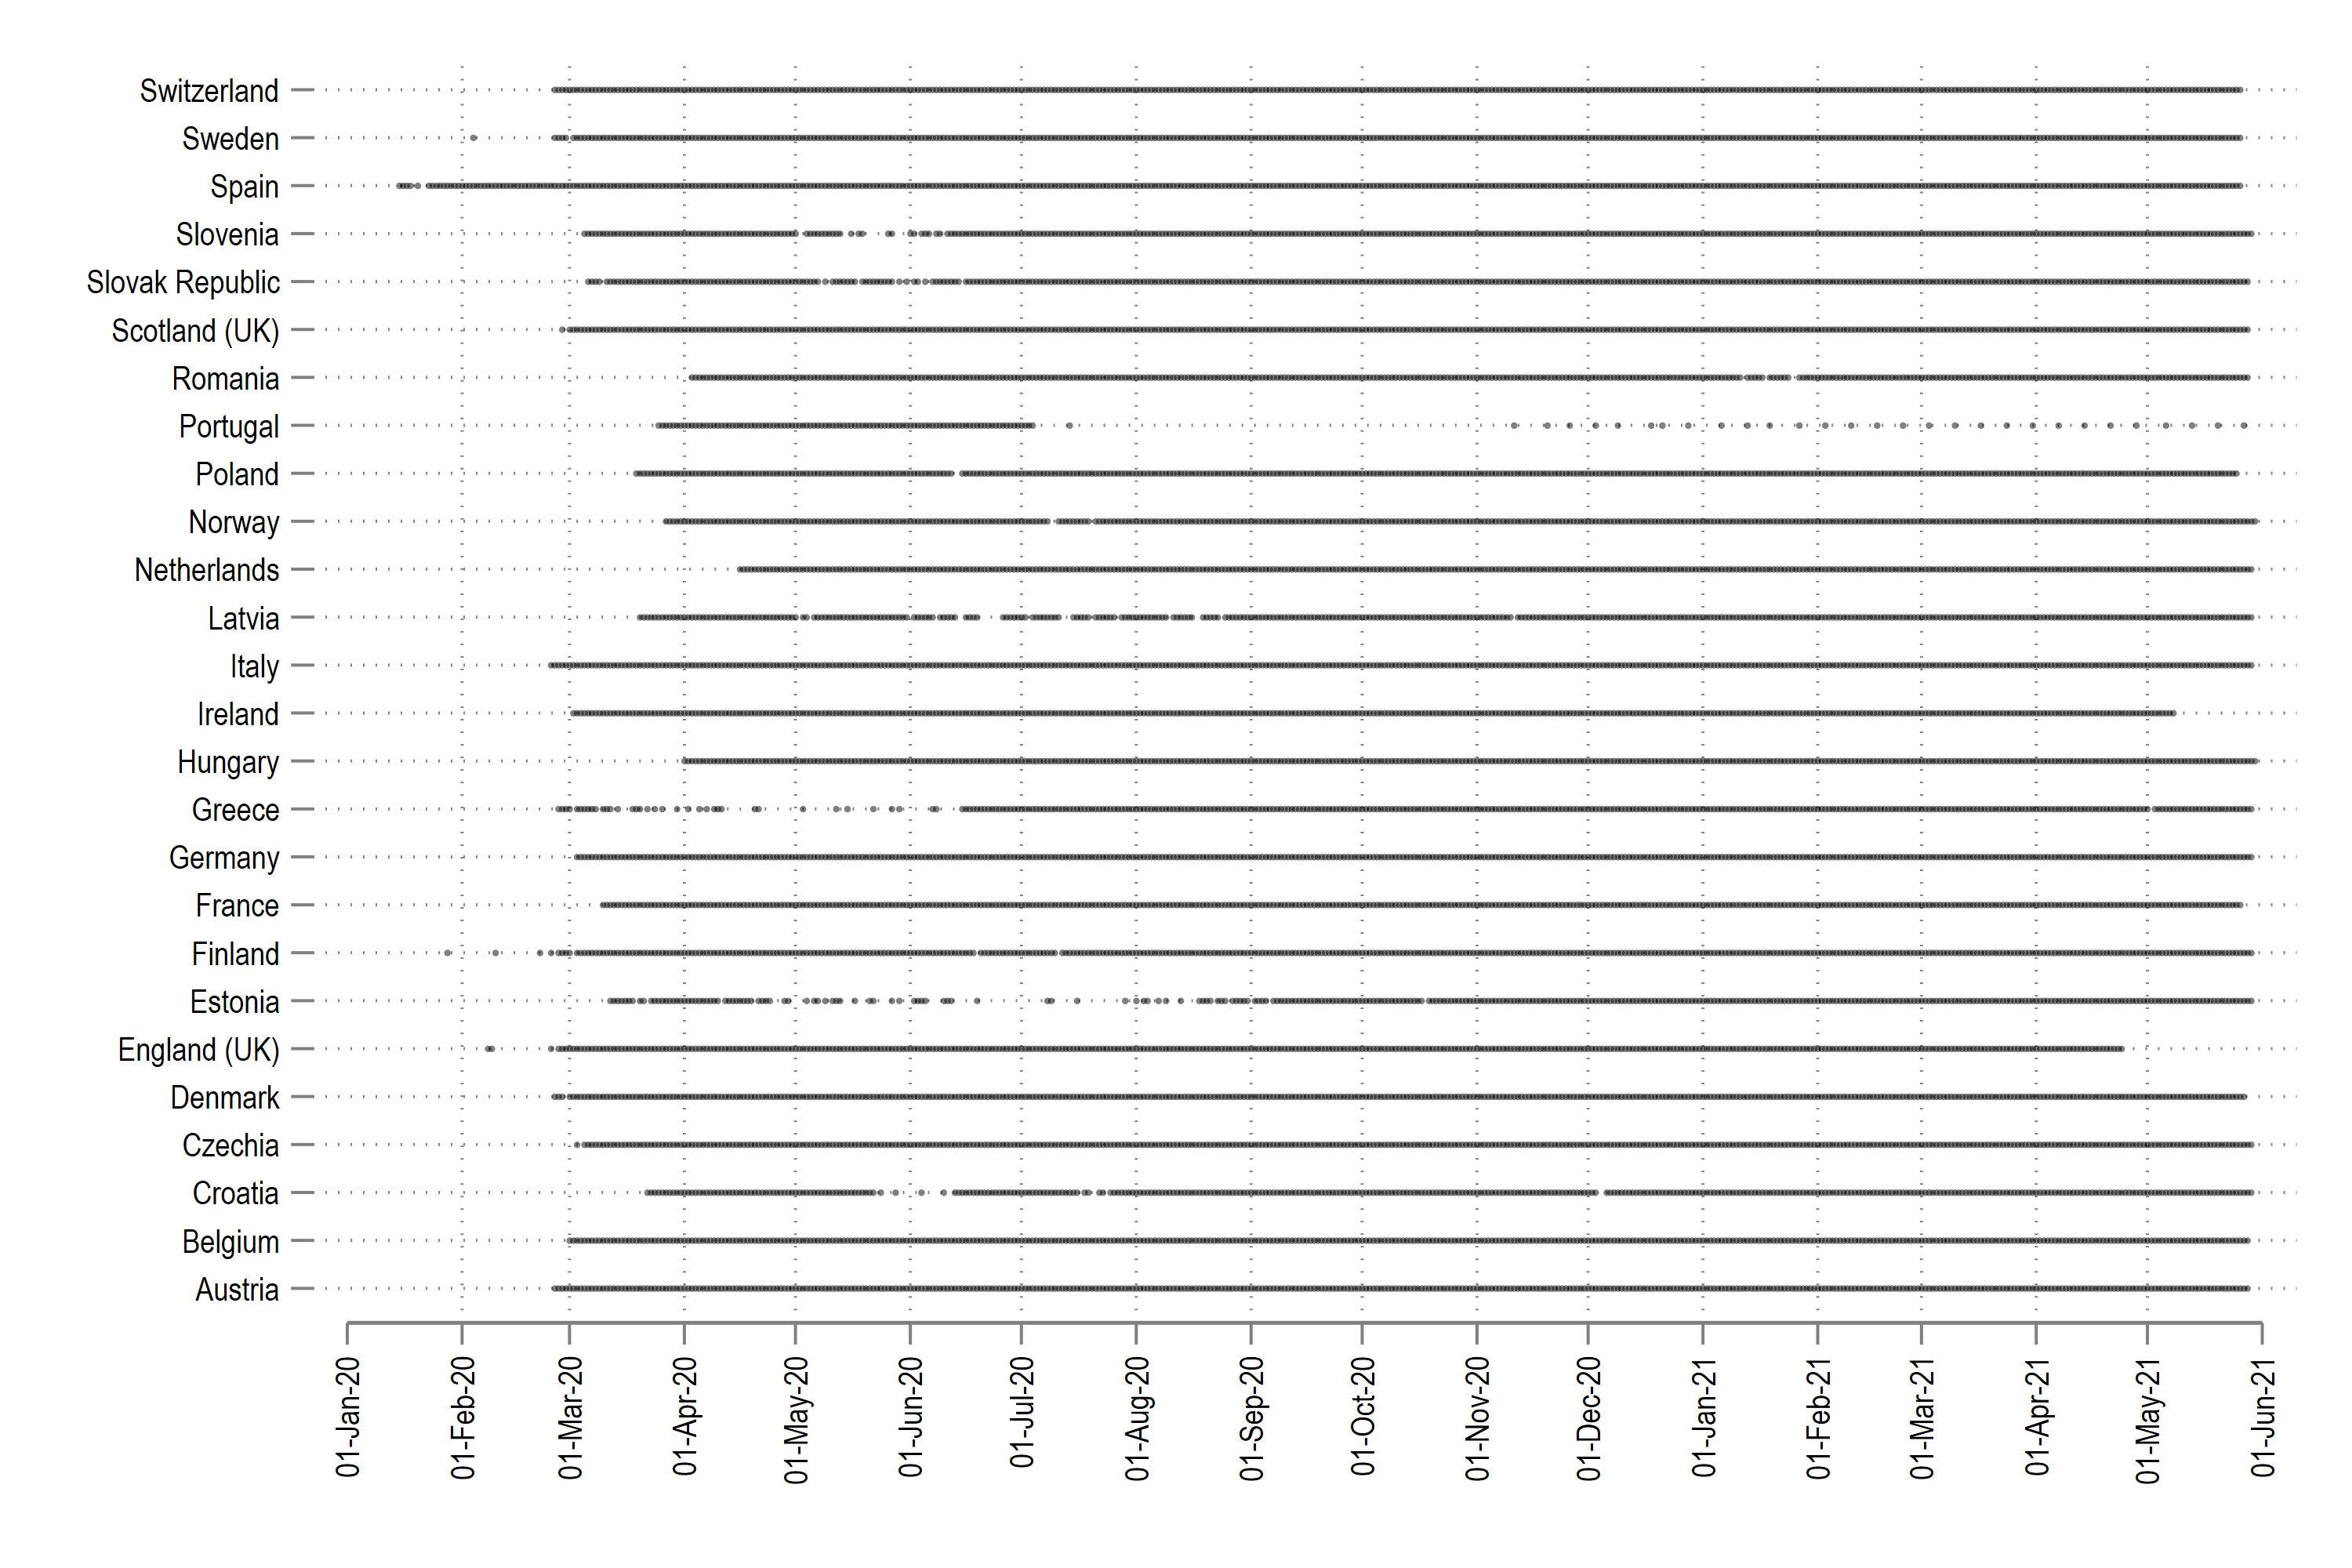 Switzerland
Sweden
Spain
Slovenia
Slovak Republic
Scotland (UK)
Romania
Portugal
Poland
Norway
Netherlands
Latvia
Italy
Ireland
Hungary
Greece
Germany
France
Finland
Estonia
England (UK)
Denmark
Czechia
Croatia
Belgium
Austria
01-Jan-20
01-Feb-20
01-Mar-20
01-Apr-20
01-May-20
01-Jun-20
01-Jul-20
01-Aug-20
01-Sep-20
01-Oct-20
01-Nov-20
01-Dec-20
01-Jan-21
01-Feb-21
01-Mar-21
01-Apr-21
01-May-21
01-Jun-21